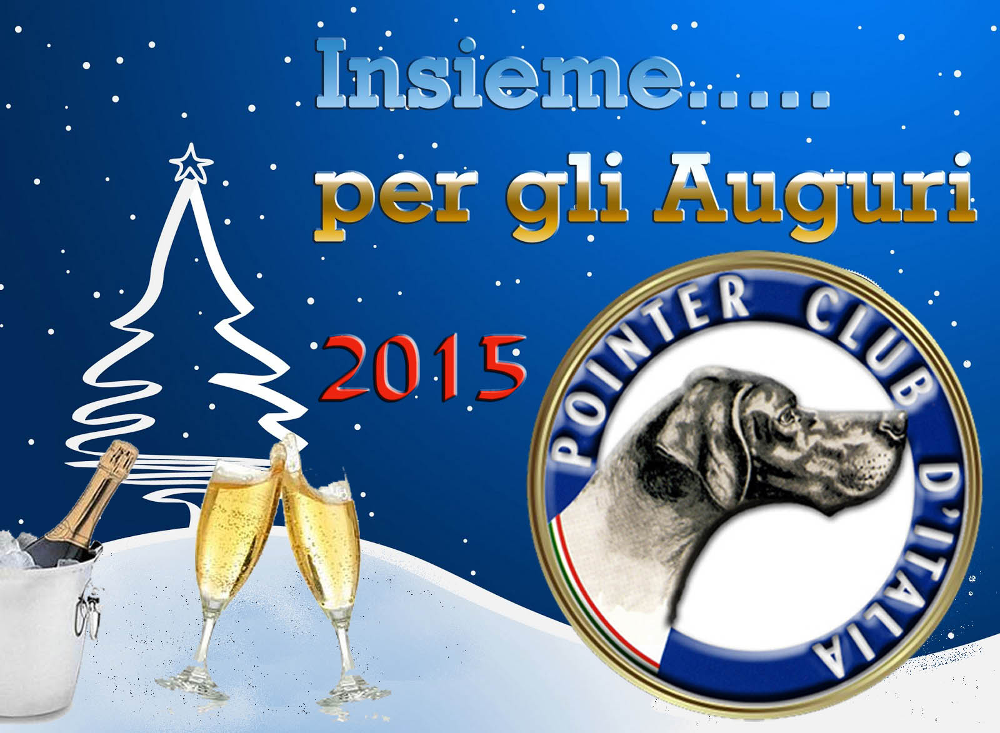 Insieme.....
per gli Auguri
2015
POINTER CLUB D'ITALIA